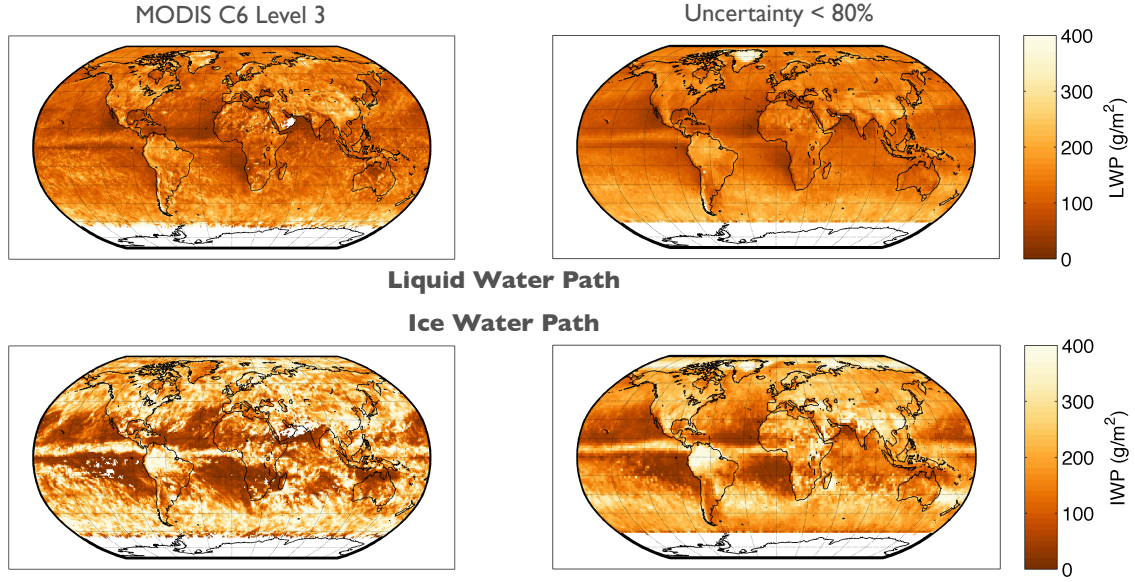 MODIS C6 Level 3
Uncertainty < 80%
400
300
200
100
0
LWP (g/m²)
Liquid Water Path
Ice Water Path
400
300
200
100
0
IWP (g/m²)